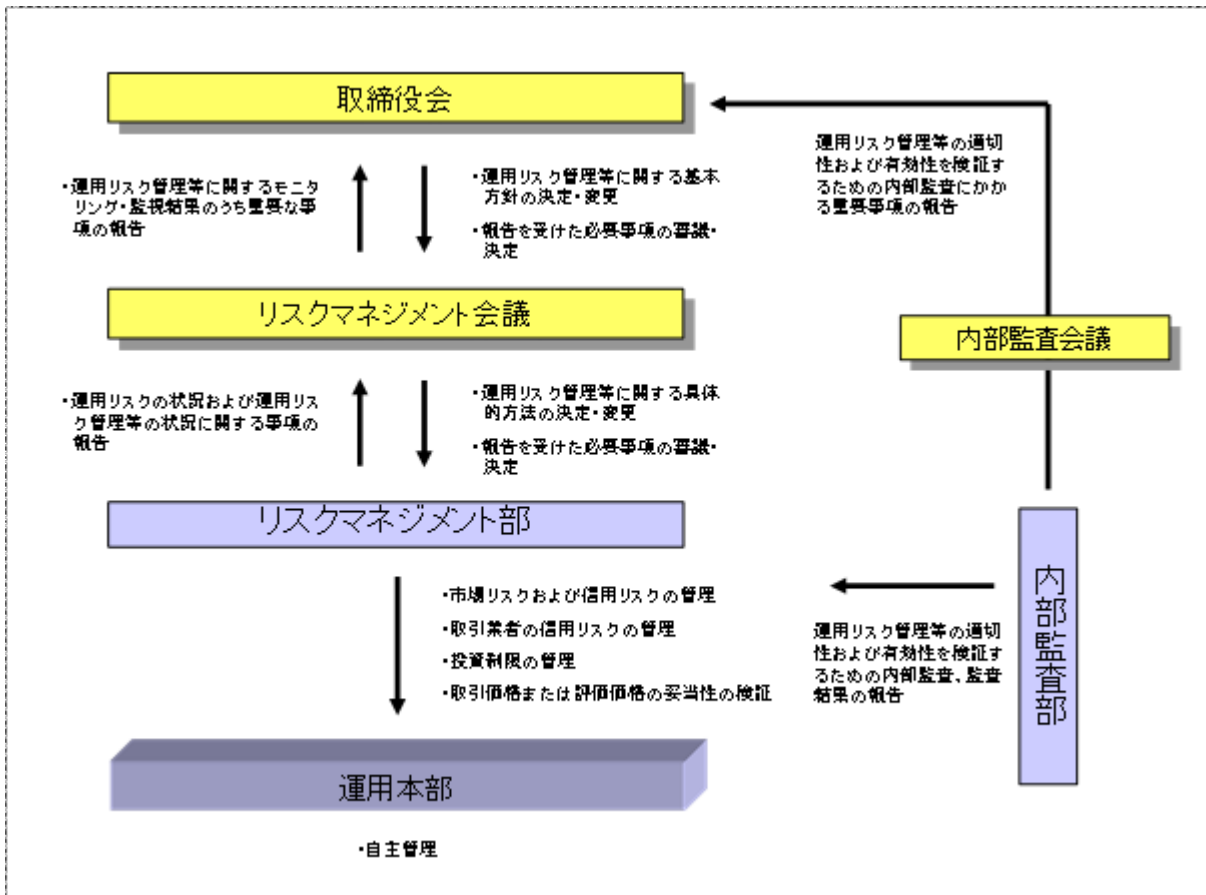 取締役会
・運用リスク管理等に関するモニ
タリング・監視結果のうち重要な事
項の報告
・運用リスク管理等に関する基本
方針の決定・変更
・報告を受けた必要事項の審議・
決定
運用リスク管理等の適切
性および有効性を検証す
るための内部監査にかか
る重要事項の報告
リスクマネジメント会議
内部監査会議
・運用リスクの状況および運用リス
ク管理等の状況に関する事項の
報告
・運用リスク管理等に関する具体
的方法の決定・変更
・報告を受けた必要事項の審議・
決定
リスクマネジメント部
・市場リスクおよび信用リスクの管理
・取引業者の信用リスクの管理
・投資制限の管理
・取引価格または評価価格の妥当性の検証
運用リスク管理等の適切
性および有効性を検証す
るための内部監査、監査
結果の報告
内部監査部
運用本部
・自主管理